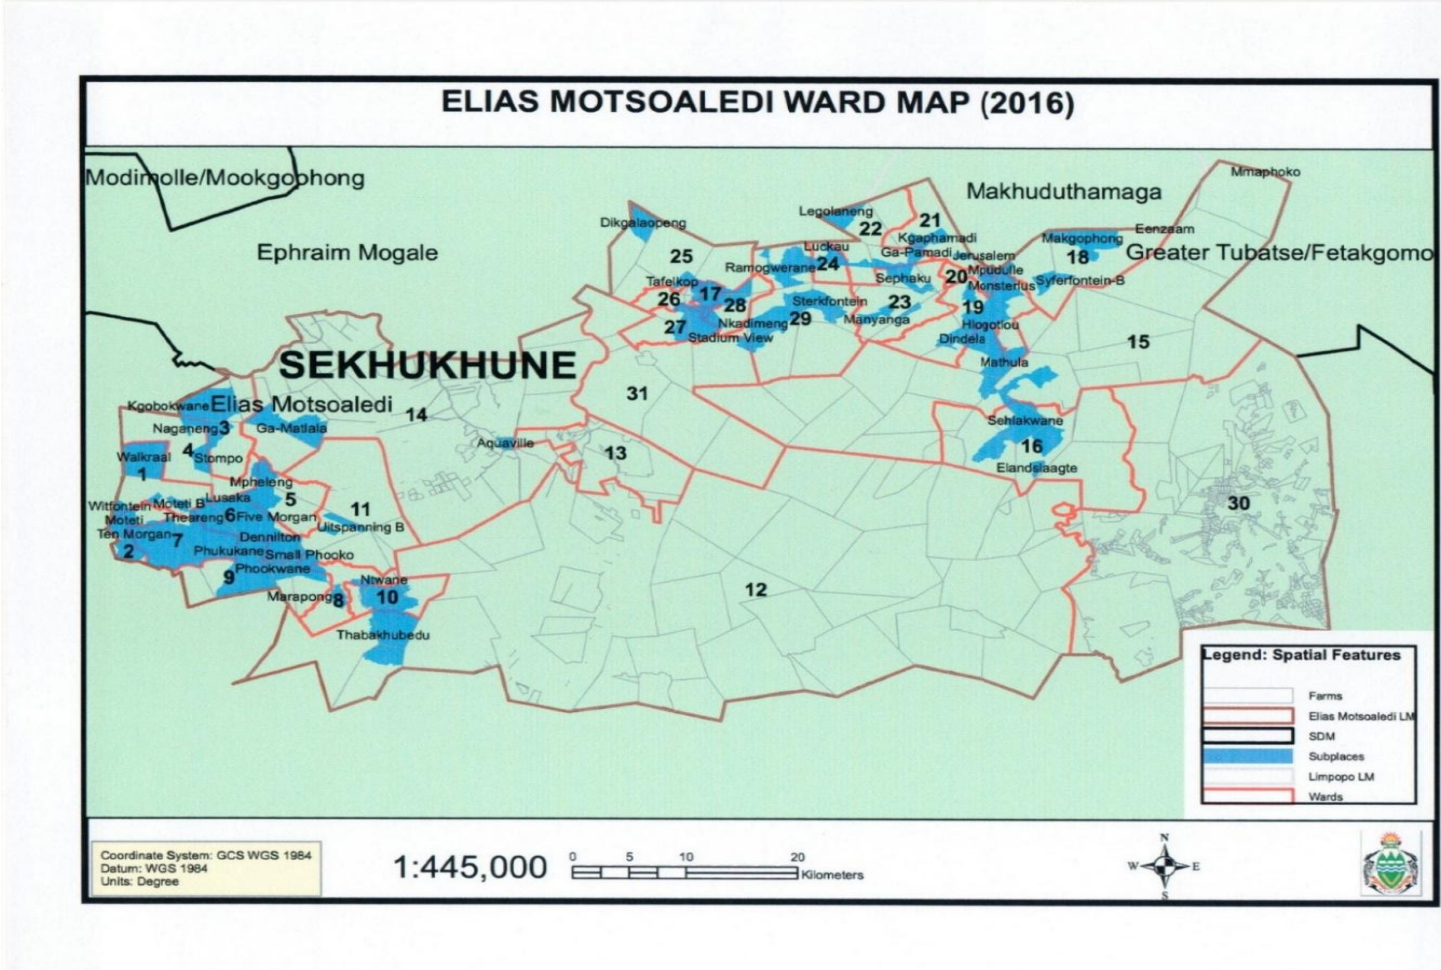 ELIAS MOTSOALEDI WARD MAP (2016)
Modimolle/Mookgophong
Mmaphoko
Makhuduthamaga
Legolaneng
21
Dikgalaopeng
22
Eenzaam
Kgaphamadi
Makgophong
Ephraim Mogale
Luckau
Ga-Pamadi
Jerusalem
18
Greater Tubatse/Fetakgomo
25
Ramogwerane
24
Mpudulle
Tafelkop
Sephaku
20
Monsterlus
Syferfontein-B
26
17
28
Sterkfontein
23
19
27
Nkadimeng
29
Manyanga
Hlogotlou
Stadium View
Dindela
15
SEKHUKHUNE
Mathula
31
Kgobokwane
Elias Motsoaledi
14
Naganeng
3
Ga-Matlala
Sehlakwane
4
Stompo
Aquaville
13
16
Walkraal
1
Elandslaagte
Mpheleng
Witfontein
Moteti B
Lusaka
5
11
30
Moteti
Theareng
6
Five Morgan
Uitspanning B
Ten Morgan
7
Dennilton
2
Phukukane
Small Phooko
Phookwane
9
Ntwane
12
Marapong
8
10
Thabakhubedu
Legend: Spatial Features
Farms
Elias Motsoaledi LM
SDM
Subplaces
Limpopo LM
Wards
Coordinate System: GCS WGS 1984
Datum: WGS 1984
Units: Degree
1:445,000
0 5 10 20
Kilometers
N
W E
S